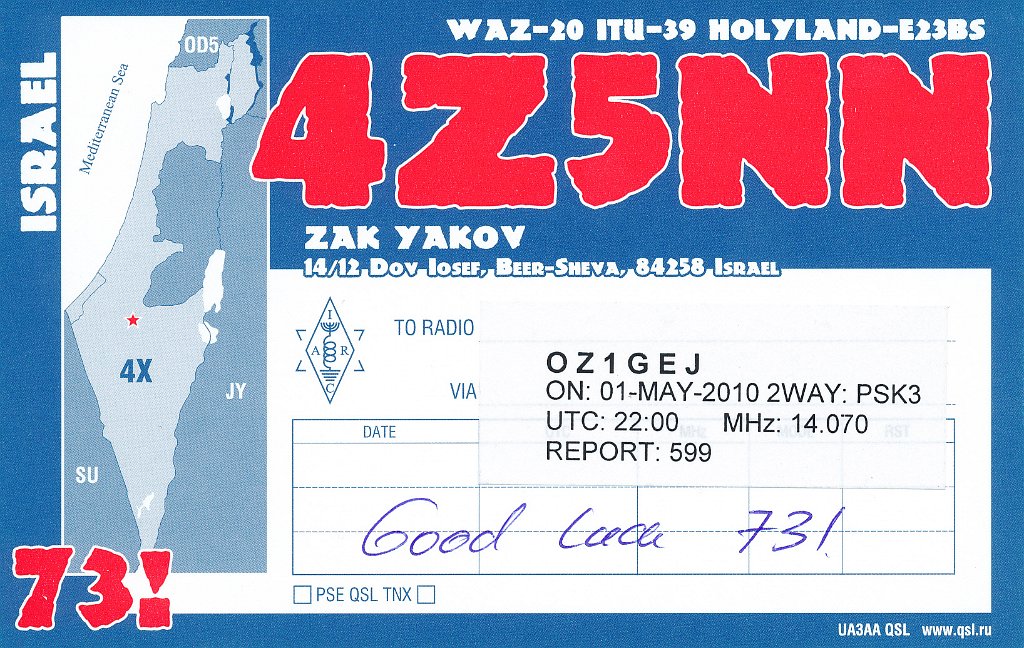 WAZ-20 ITU-39 HOLYLAND-E23BS
4Z5NN
ISRAEL
OD5
Mediterranean Sea
ZAK YAKOV
14/12 Dov Iosef, Beer-Sheva, 84258 Israel
I
A R
C
TO RADIO
VIA
OZ1GEJ
ON: 01-MAY-2010 2WAY: PSK3
UTC: 22:00 MHz: 14.070
REPORT: 599
DATE MHz MODE RST
4X
JY
SU
Good Luck 73!
73!
PSE QSL TNX
UA3AA QSL www.qsl.ru